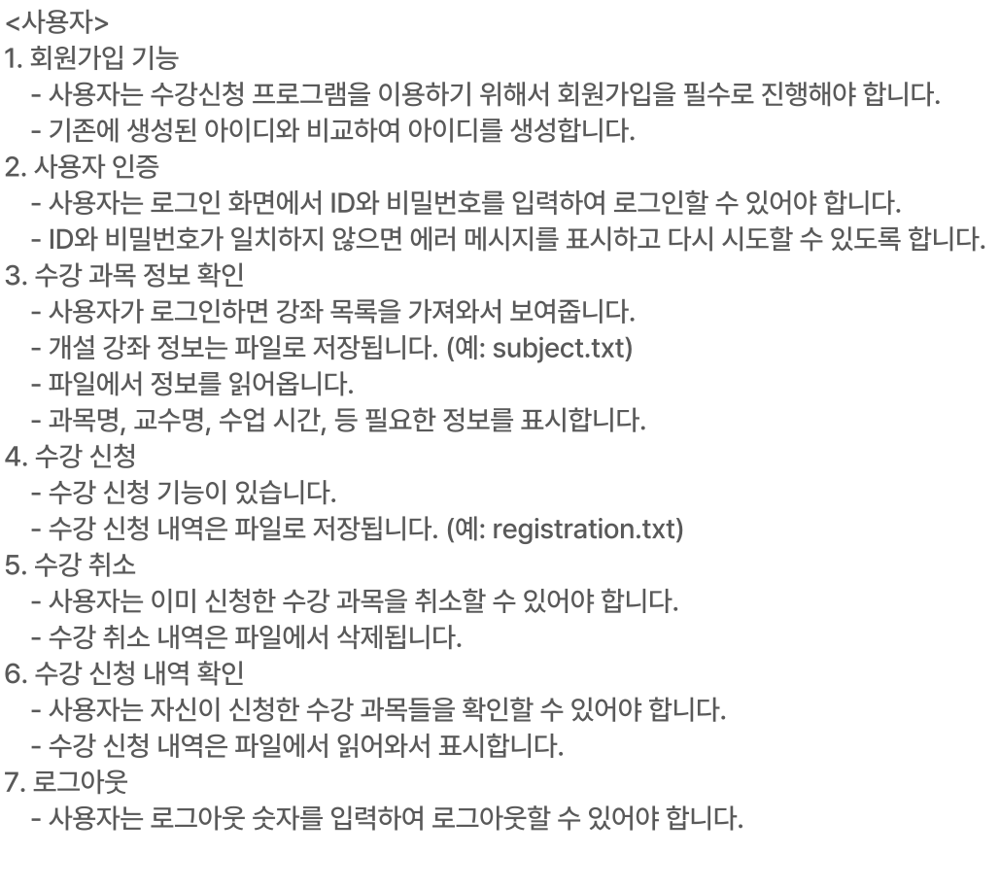 <사용자>
1. 회원가입 기능
- 사용자는 수강신청 프로그램을 이용하기 위해서 회원가입을 필수로 진행해야 합니다.
- 기존에 생성된 아이디와 비교하여 아이디를 생성합니다.
2. 사용자 인증
- 사용자는 로그인 화면에서 ID와 비밀번호를 입력하여 로그인할 수 있어야 합니다.
- ID와 비밀번호가 일치하지 않으면 에러 메시지를 표시하고 다시 시도할 수 있도록 합니다.
3. 수강 과목 정보 확인
- 사용자가 로그인하면 강좌 목록을 가져와서 보여줍니다.
- 개설 강좌 정보는 파일로 저장됩니다. (예: subject.txt)
- 파일에서 정보를 읽어옵니다.
- 과목명, 교수명, 수업 시간, 등 필요한 정보를 표시합니다.
4. 수강 신청
- 수강 신청 기능이 있습니다.
- 수강 신청 내역은 파일로 저장됩니다. (예: registration.txt)
5. 수강 취소
- 사용자는 이미 신청한 수강 과목을 취소할 수 있어야 합니다.
- 수강 취소 내역은 파일에서 삭제됩니다.
6. 수강 신청 내역 확인
- 사용자는 자신이 신청한 수강 과목들을 확인할 수 있어야 합니다.
- 수강 신청 내역은 파일에서 읽어와서 표시합니다.
7. 로그아웃
- 사용자는 로그아웃 숫자를 입력하여 로그아웃할 수 있어야 합니다.